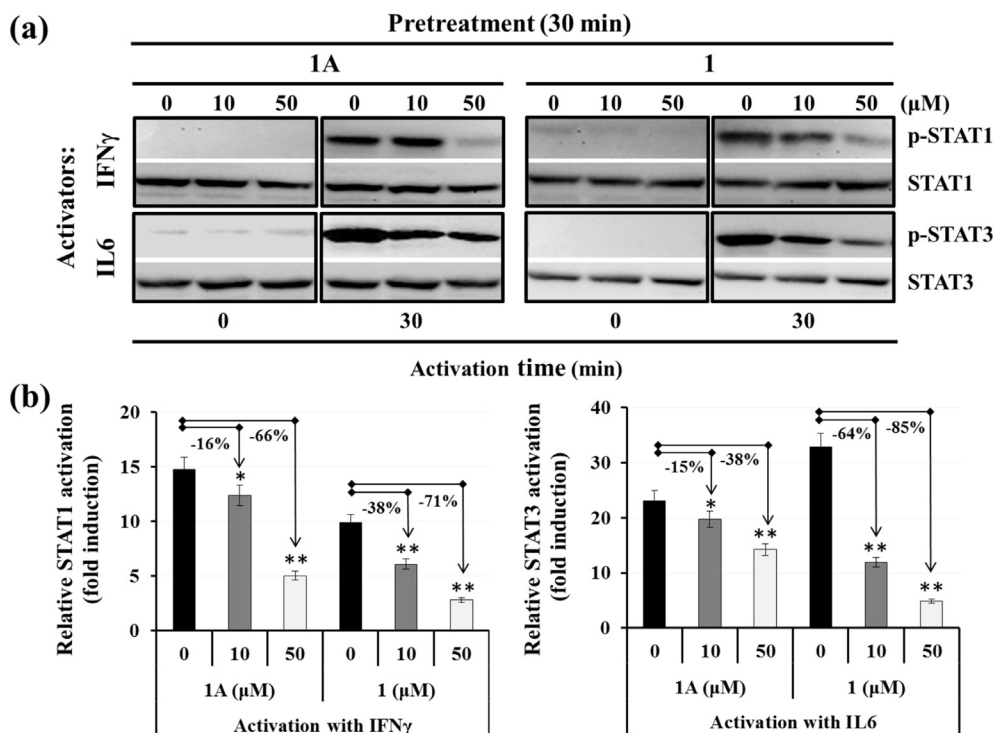 (a)
Pretreatment (30 min)
1A 1
0 10 50 0 10 50 0 10 50 0 10 50 (μM)
Activators:
IFNγ
p-STAT1
STAT1
IL6
p-STAT3
STAT3
0 30 0 30
Activation time (min)
(b)
Relative STAT1 activation
(fold induction)
20
15
10
5
0
-16% -66%
*
**
-38% -71%
**
**
0 10 50 0 10 50
1A (μM) 1 (μM)
Activation with IFNγ
Relative STAT3 activation
(fold induction)
40
30
20
10
0
-15% -38%
*
**
-64% -85%
**
**
0 10 50 0 10 50
1A (μM) 1 (μM)
Activation with IL6